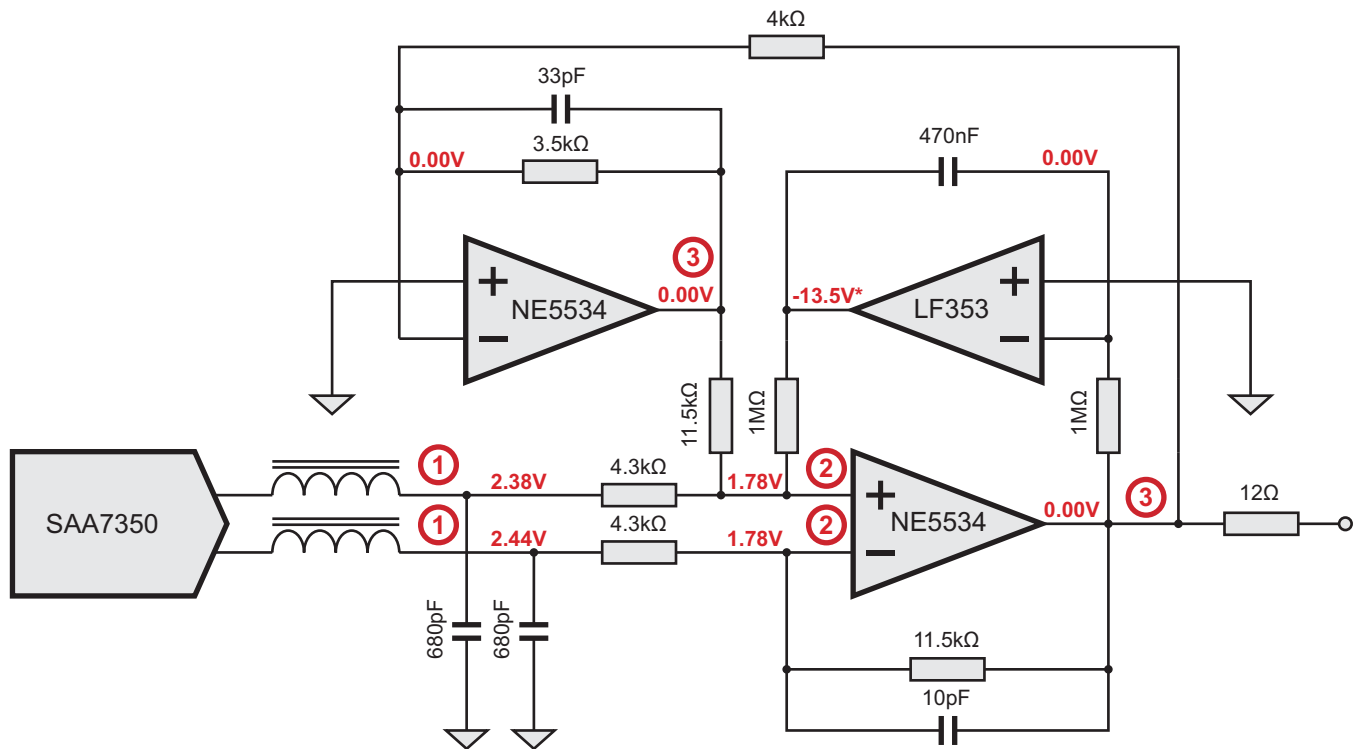 4kΩ
33pF
3.5kΩ
0.00V
470nF
0.00V
+
NE5534
−
3
0.00V
-13.5V*
LF353
+
−
11.5kΩ
1MΩ
1MΩ
SAA7350
1
2.38V
4.3kΩ
1.78V
2
1
2.44V
4.3kΩ
1.78V
2
+
NE5534
−
0.00V
3
12Ω
680pF
680pF
11.5kΩ
10pF